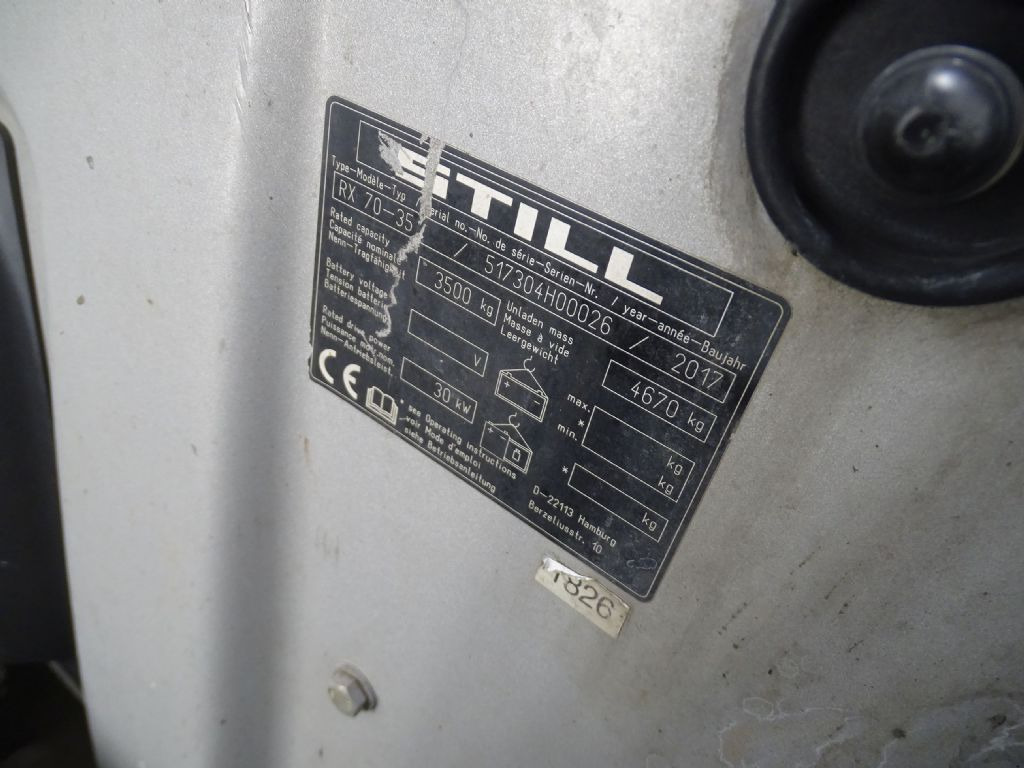 STILL
Type-Modèle-Typ / Serial no.-No. de série-Serien-Nr. / year-année-Baujahr
RX 70-35 / 517304H00026 / 2017
Rated capacity
Capacité nominale
Nenn-Tragfähigkeit
3500 kg
Unladen mass
Masse à vide
Leergewicht
4670 kg
Battery voltage
Tension batterie
Batteriespannung
V
+ -
max.
kg
*
min.
kg
Rated drive power
Puissance mot. nom.
Nenn-Antriebsleist.
30 kW
*
kg
CE
* see Operating instructions
voir Mode d'emploi
siehe Betriebsanleitung
D-22113 Hamburg
Berzeliusstr. 10
1826